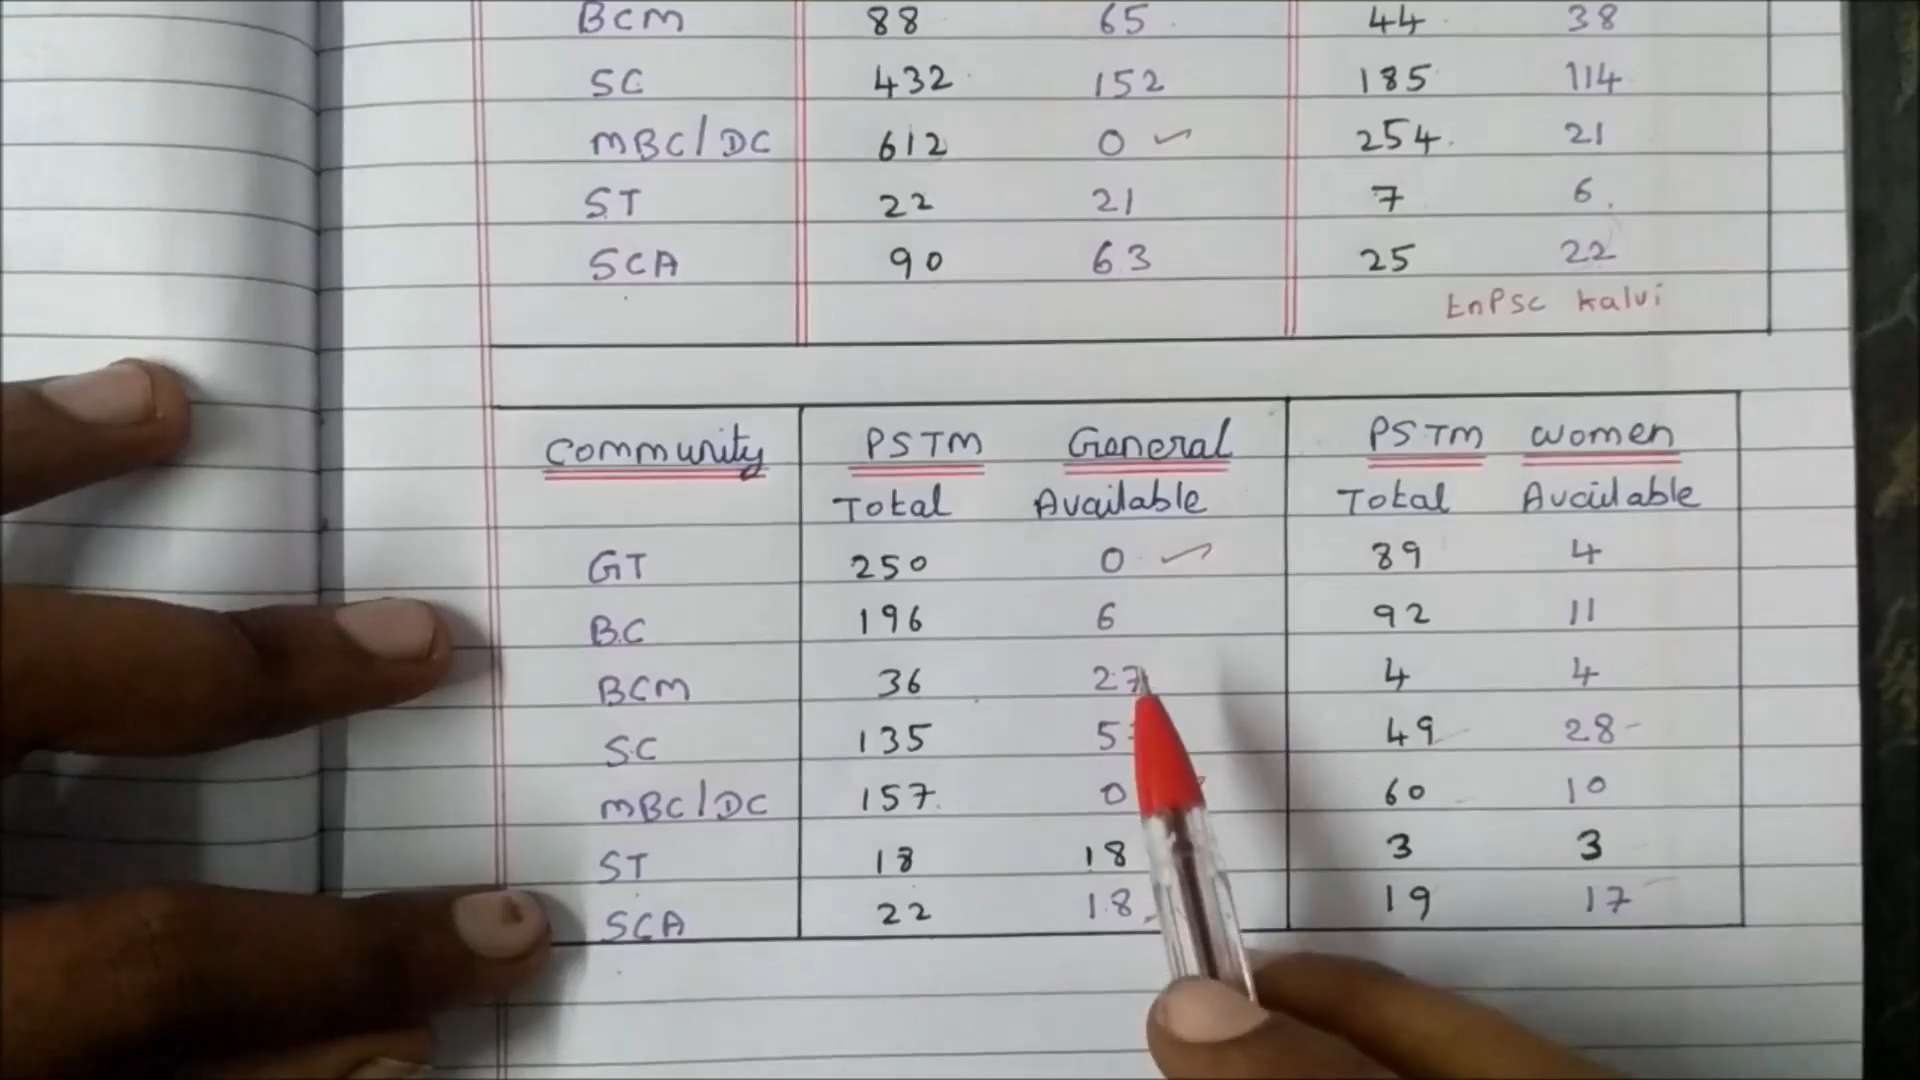 BCM 88 65 44 38
SC 432 152 185 114
MBC/DC 612 0 254 21
ST 22 21 7 6
SCA 90 63 25 22
tnpsc kalvi
Community PSTM General PSTM women
Total Available Total Available
GT 250 0 89 4
BC 196 6 92 11
BCM 36 27 4 4
SC 135 49 28
MBC/DC 157 0 60 10
ST 18 18 3 3
SCA 22 18 19 17